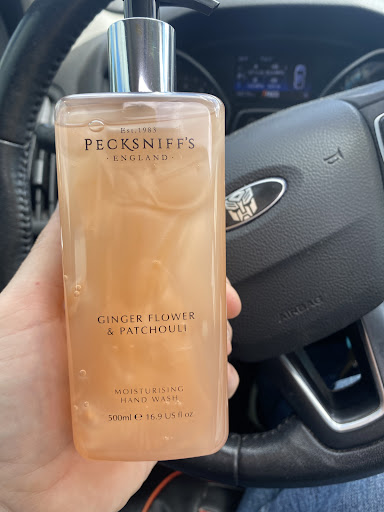 Est. 1983
PECKSNIFF'S
· ENGLAND ·
GINGER FLOWER
& PATCHOULI
MOISTURISING
HAND WASH
500ml ℮ 16.9 US fl oz
AIRBAG